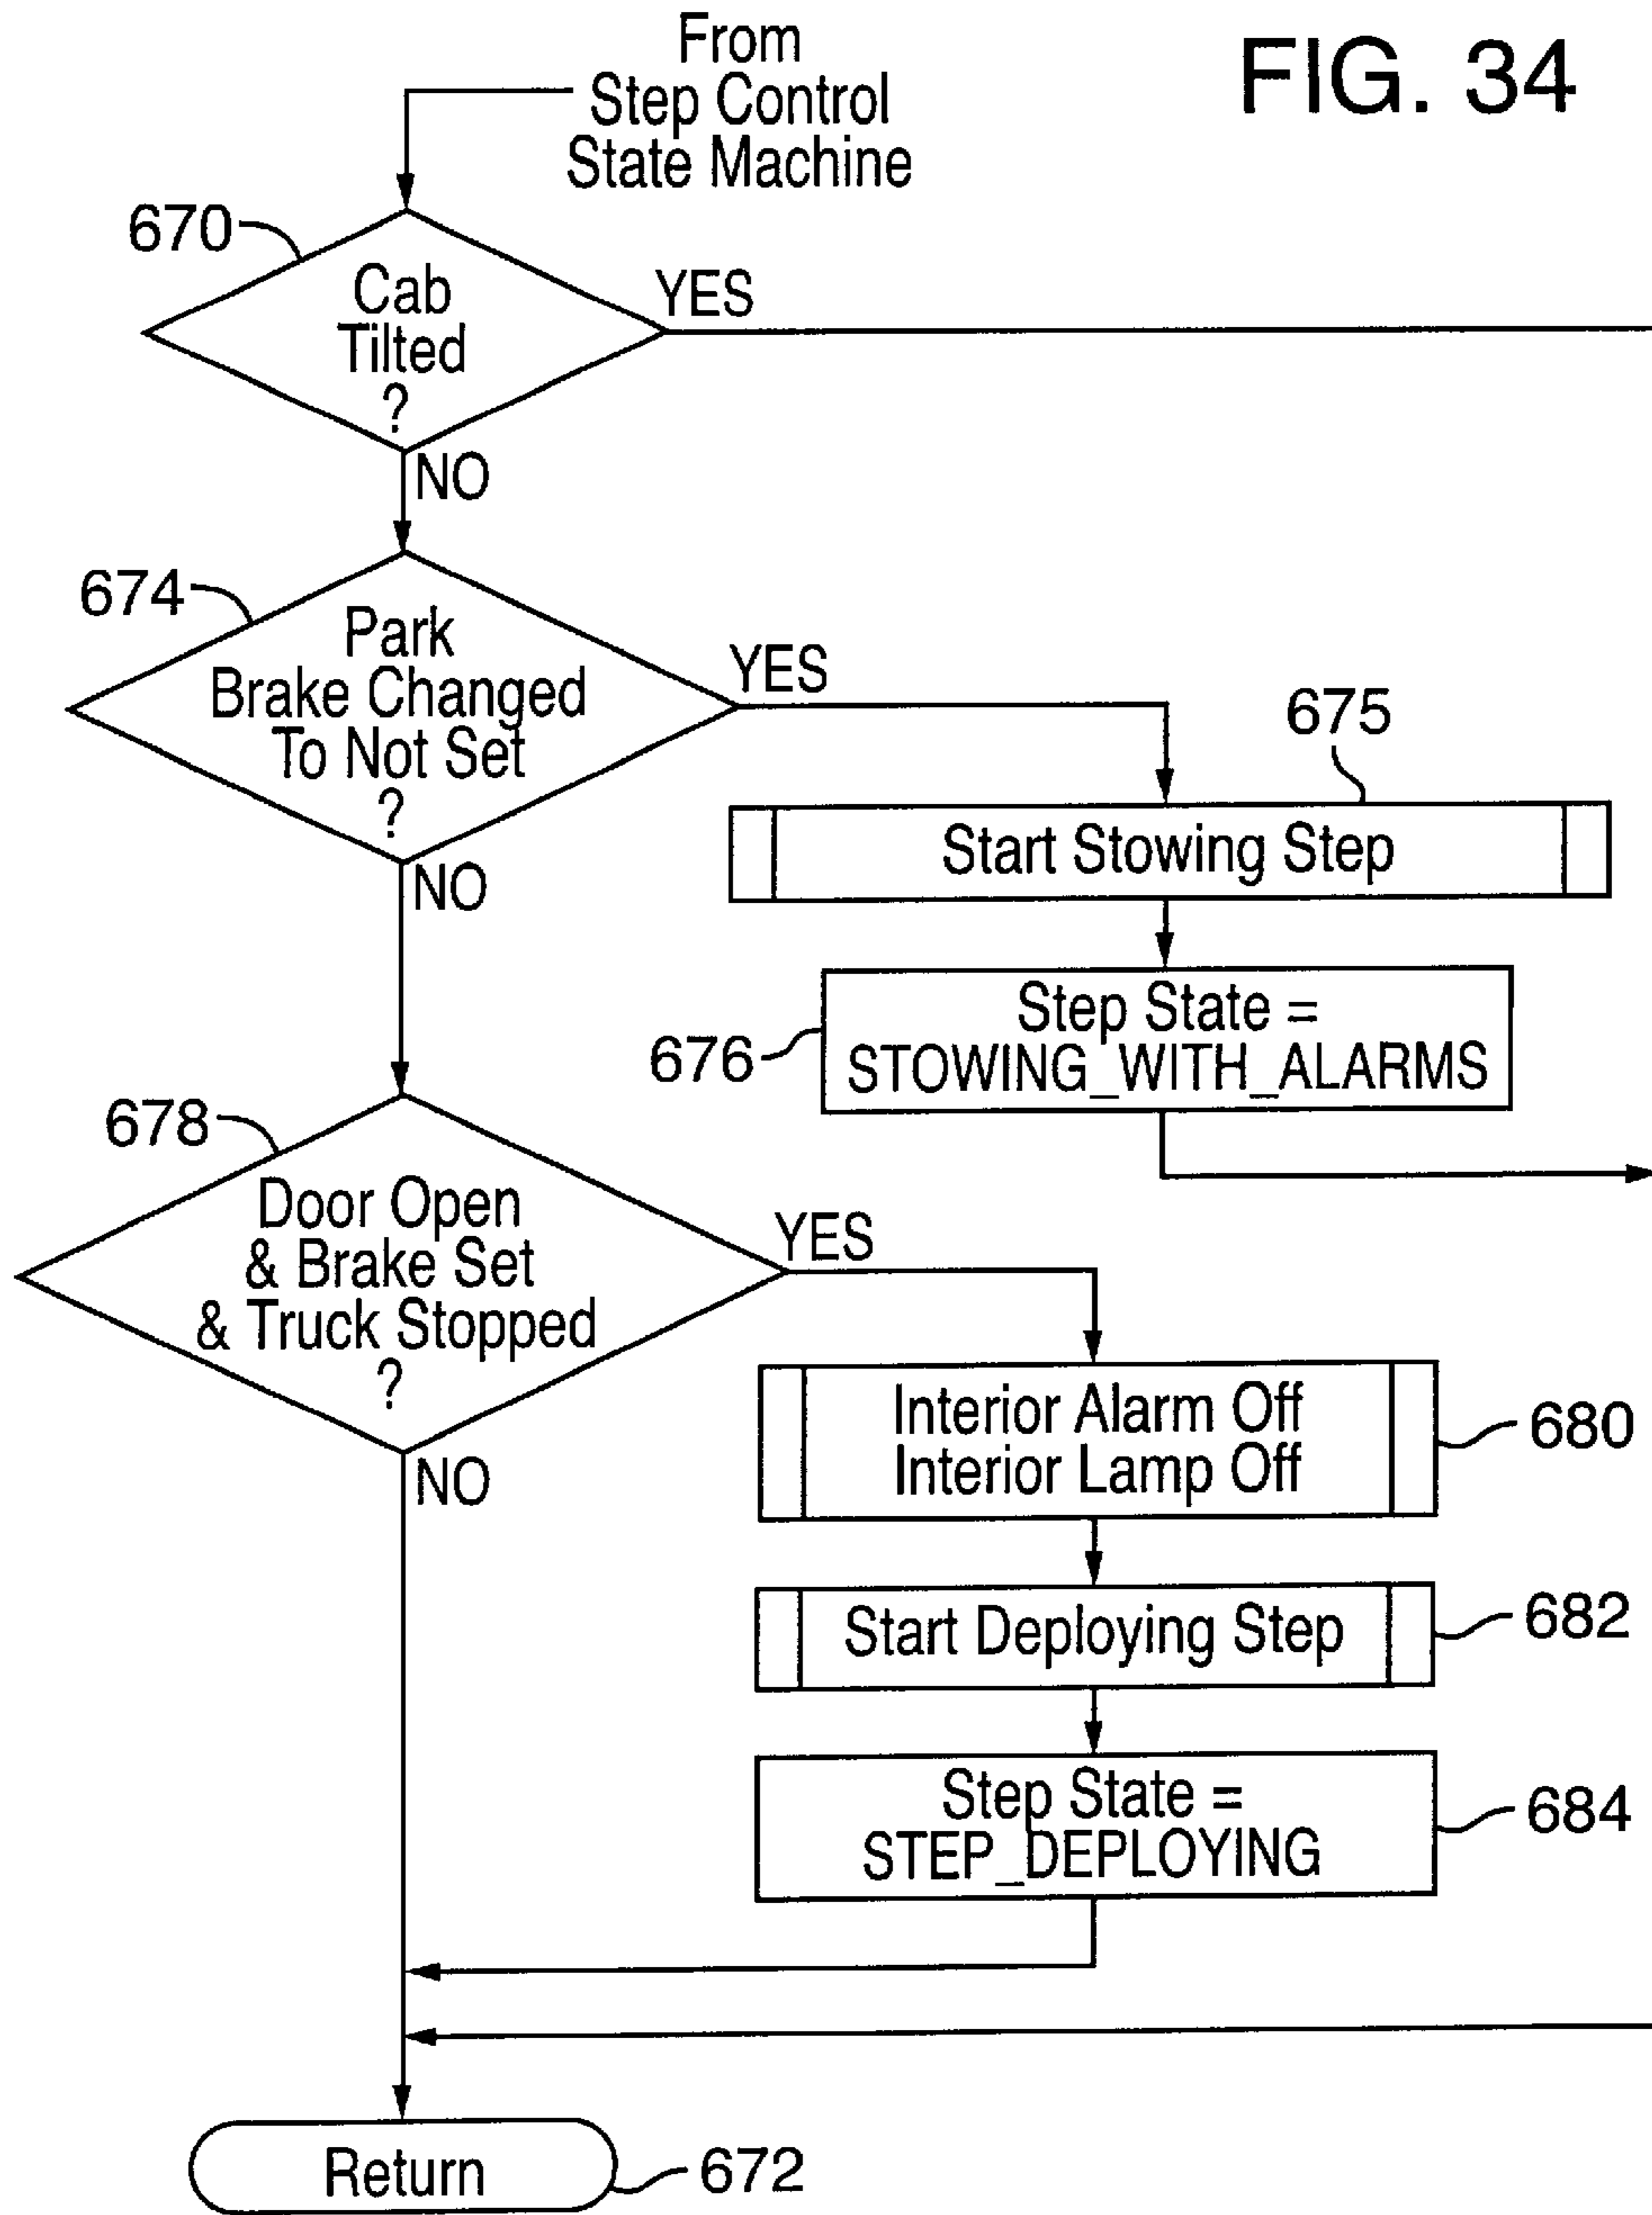 From
Step Control
State Machine
FIG. 34
670
Cab
Tilted
?
YES
NO
674
Park
Brake Changed
To Not Set
?
YES
NO
675
Start Stowing Step
676
Step State =
STOWING_WITH_ALARMS
678
Door Open
& Brake Set
& Truck Stopped
?
YES
NO
Interior Alarm Off
Interior Lamp Off
680
Start Deploying Step
682
Step State =
STEP_DEPLOYING
684
Return
672